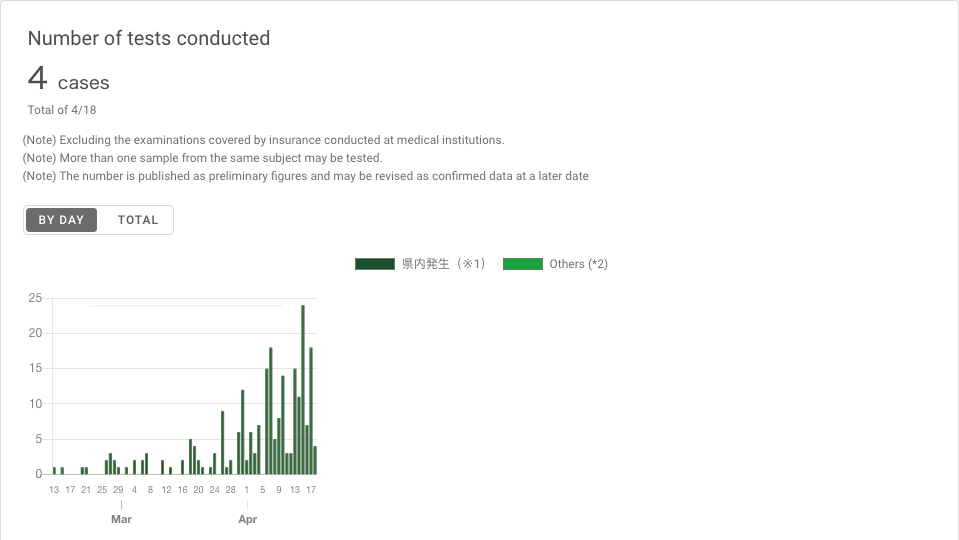 Number of tests conducted
4 cases
Total of 4/18
(Note) Excluding the examinations covered by insurance conducted at medical institutions.
(Note) More than one sample from the same subject may be tested.
(Note) The number is published as preliminary figures and may be revised as confirmed data at a later date
BY DAY TOTAL
県内発生（※1） Others (*2)
25
20
15
10
5
0
13 17 21 25 29 4 8 12 16 20 24 28 1 5 9 13 17
Mar Apr